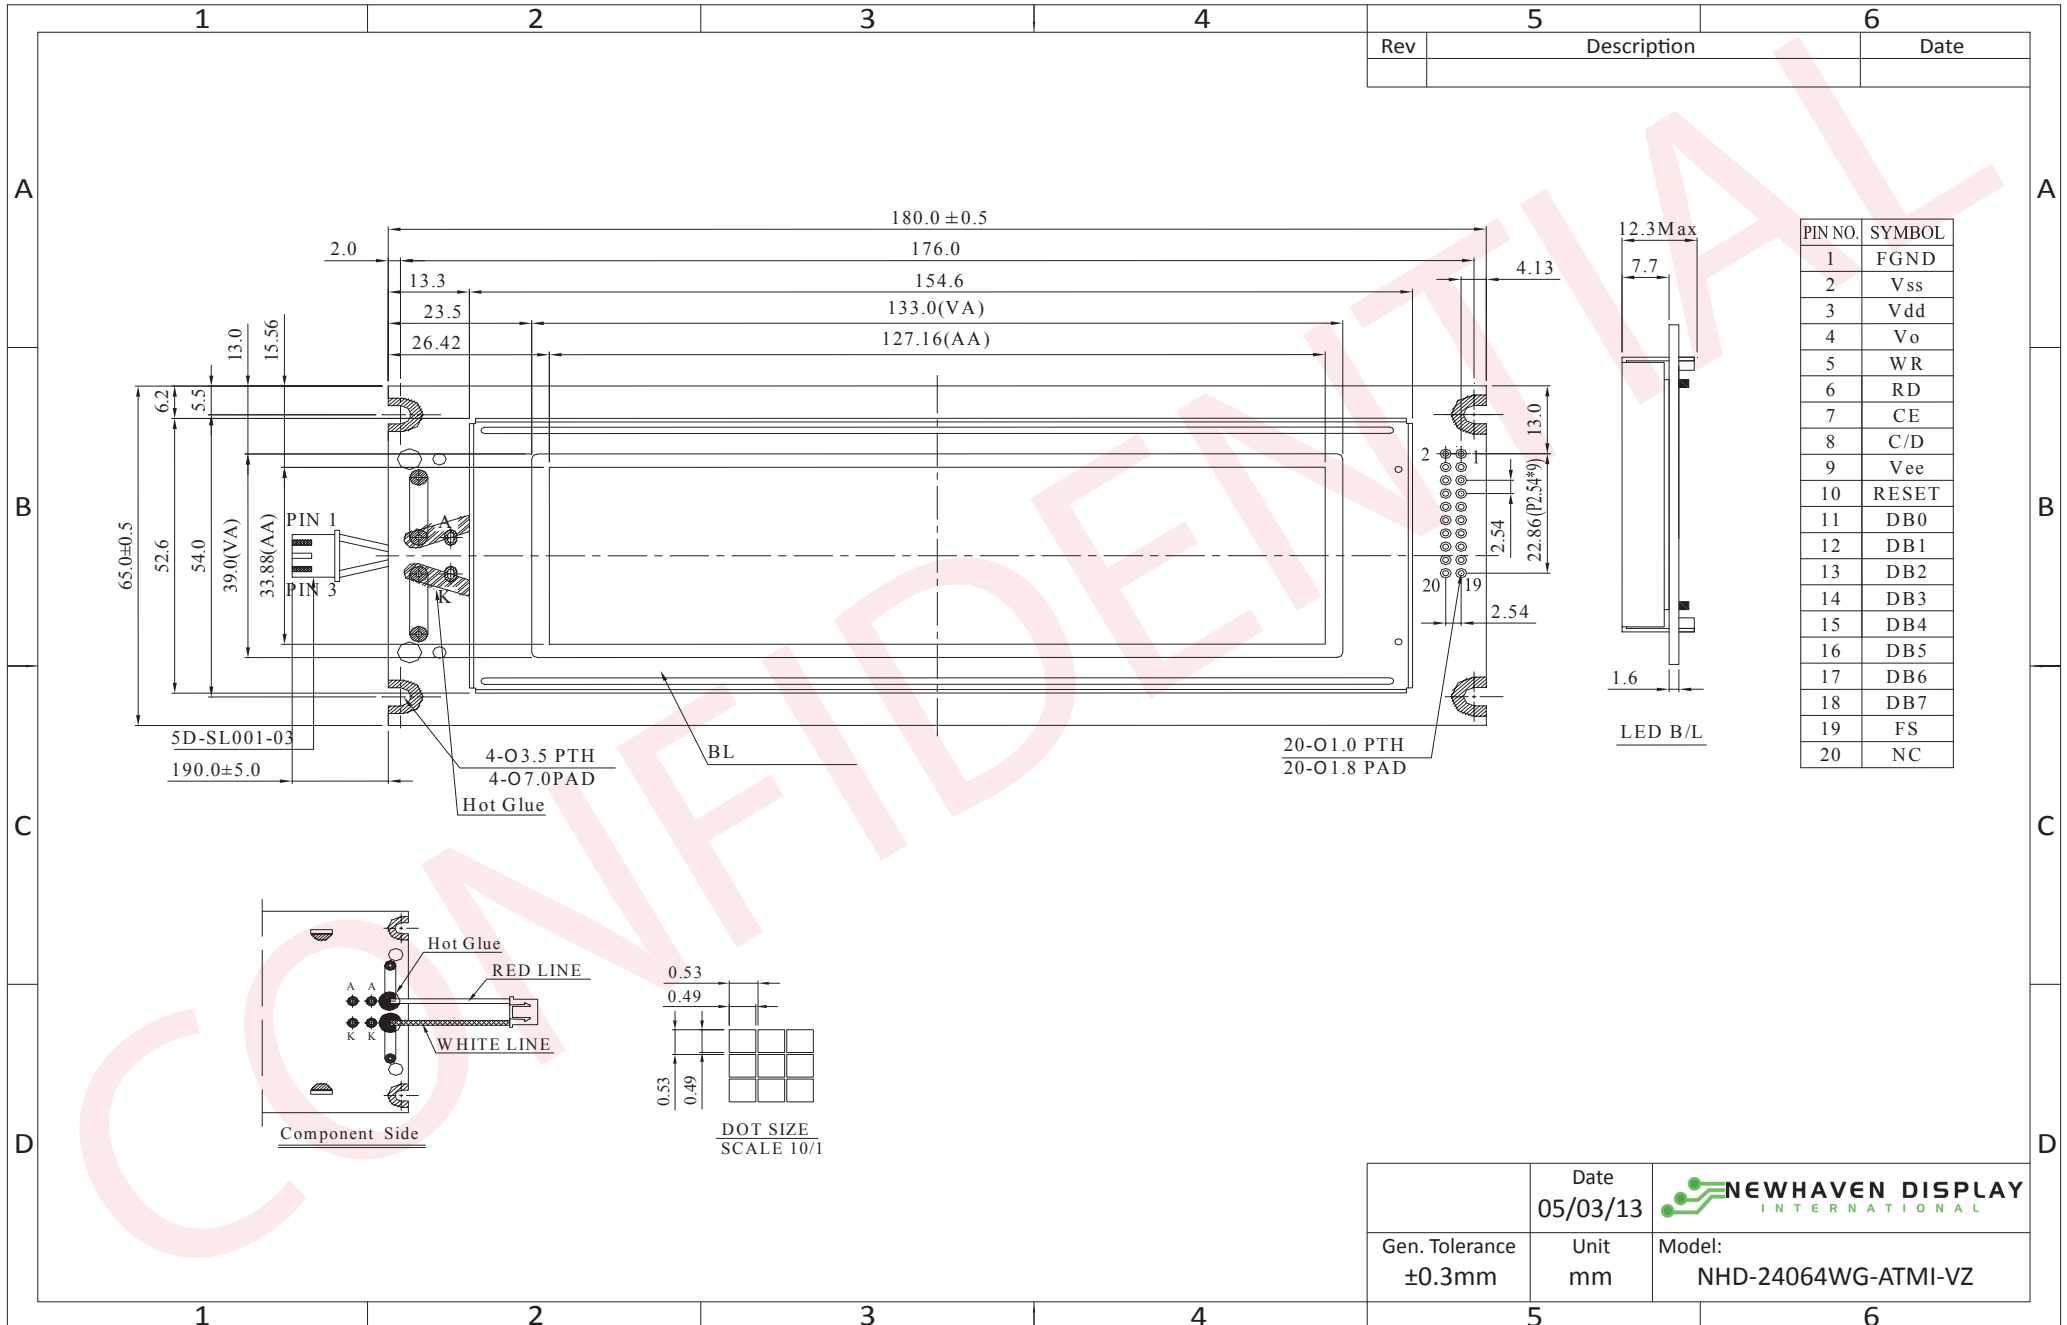 1 2 3 4 5 6
Rev Description Date
A A
B B
C C
D D
180.0 ±0.5
2.0 176.0
13.3 154.6 4.13
23.5 133.0(VA)
26.42 127.16(AA)
65.0±0.5
6.2
52.6
5.5
54.0
13.0
39.0(VA)
15.56
33.88(AA)
PIN 1
PIN 3
A
K
2 1
20 19
13.0
22.86(P2.54*9)
2.54
2.54
5D-SL001-03
190.0±5.0
4-O3.5 PTH
4-O7.0PAD
Hot Glue
BL
20-O1.0 PTH
20-O1.8 PAD
12.3Max
7.7
1.6
LED B/L
PIN NO. SYMBOL
1 FGND
2 Vss
3 Vdd
4 Vo
5 WR
6 RD
7 CE
8 C/D
9 Vee
10 RESET
11 DB0
12 DB1
13 DB2
14 DB3
15 DB4
16 DB5
17 DB6
18 DB7
19 FS
20 NC
CONFIDENTIAL
Hot Glue
RED LINE
A A
K K
WHITE LINE
Component Side
0.53
0.49
0.53
0.49
DOT SIZE
SCALE 10/1
Date
05/03/13
NEWHAVEN DISPLAY
INTERNATIONAL
Gen. Tolerance
±0.3mm
Unit
mm
Model:
NHD-24064WG-ATMI-VZ
1 2 3 4 5 6